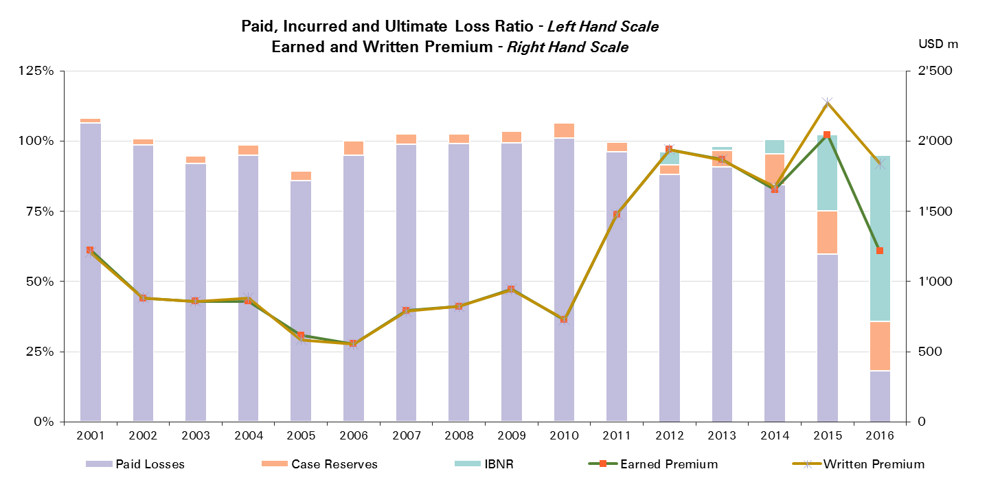 Paid, Incurred and Ultimate Loss Ratio - Left Hand Scale
Earned and Written Premium - Right Hand Scale
USD m
125%
2'500
100%
2'000
75%
1'500
50%
1'000
25%
500
0%
0
2001 2002 2003 2004 2005 2006 2007 2008 2009 2010 2011 2012 2013 2014 2015 2016
Paid Losses Case Reserves IBNR Earned Premium Written Premium